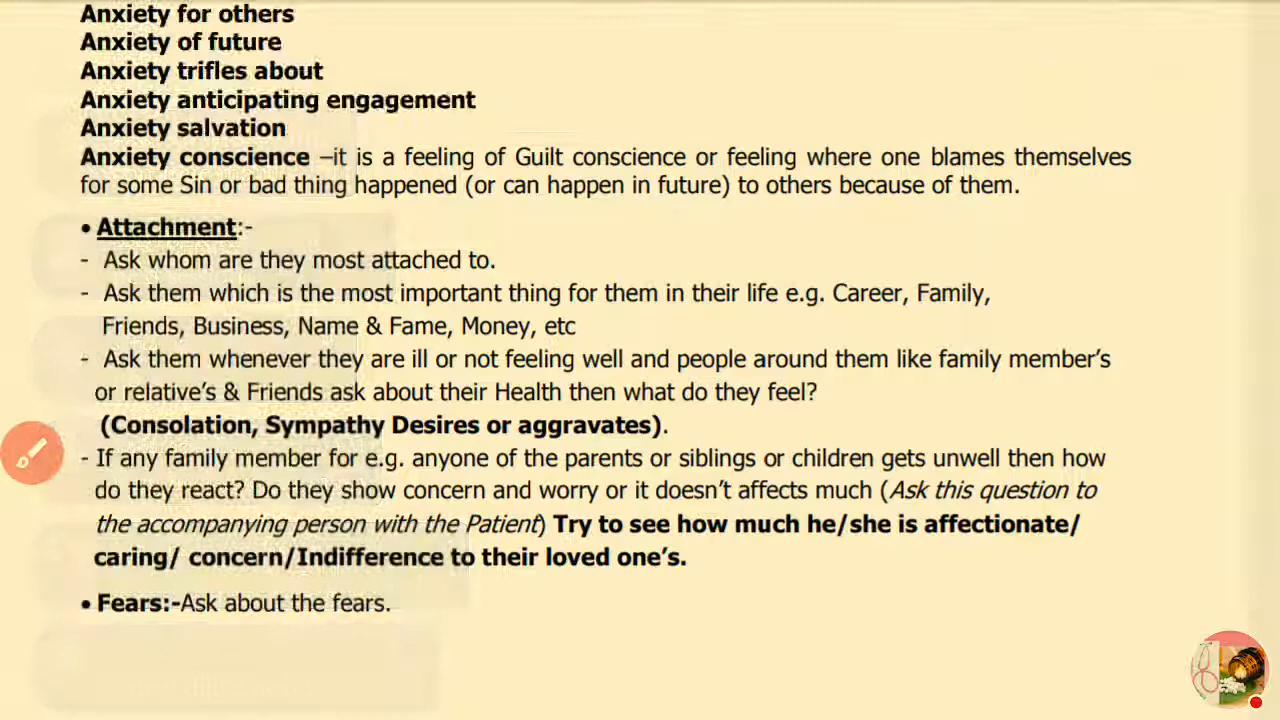 Anxiety for others
Anxiety of future
Anxiety trifles about
Anxiety anticipating engagement
Anxiety salvation
Anxiety conscience –it is a feeling of Guilt conscience or feeling where one blames themselves
for some Sin or bad thing happened (or can happen in future) to others because of them.
• Attachment:-
- Ask whom are they most attached to.
- Ask them which is the most important thing for them in their life e.g. Career, Family,
Friends, Business, Name & Fame, Money, etc
- Ask them whenever they are ill or not feeling well and people around them like family member's
or relative's & Friends ask about their Health then what do they feel?
(Consolation, Sympathy Desires or aggravates).
- If any family member for e.g. anyone of the parents or siblings or children gets unwell then how
do they react? Do they show concern and worry or it doesn't affects much (Ask this question to
the accompanying person with the Patient) Try to see how much he/she is affectionate/
caring/ concern/Indifference to their loved one's.
• Fears:-Ask about the fears.